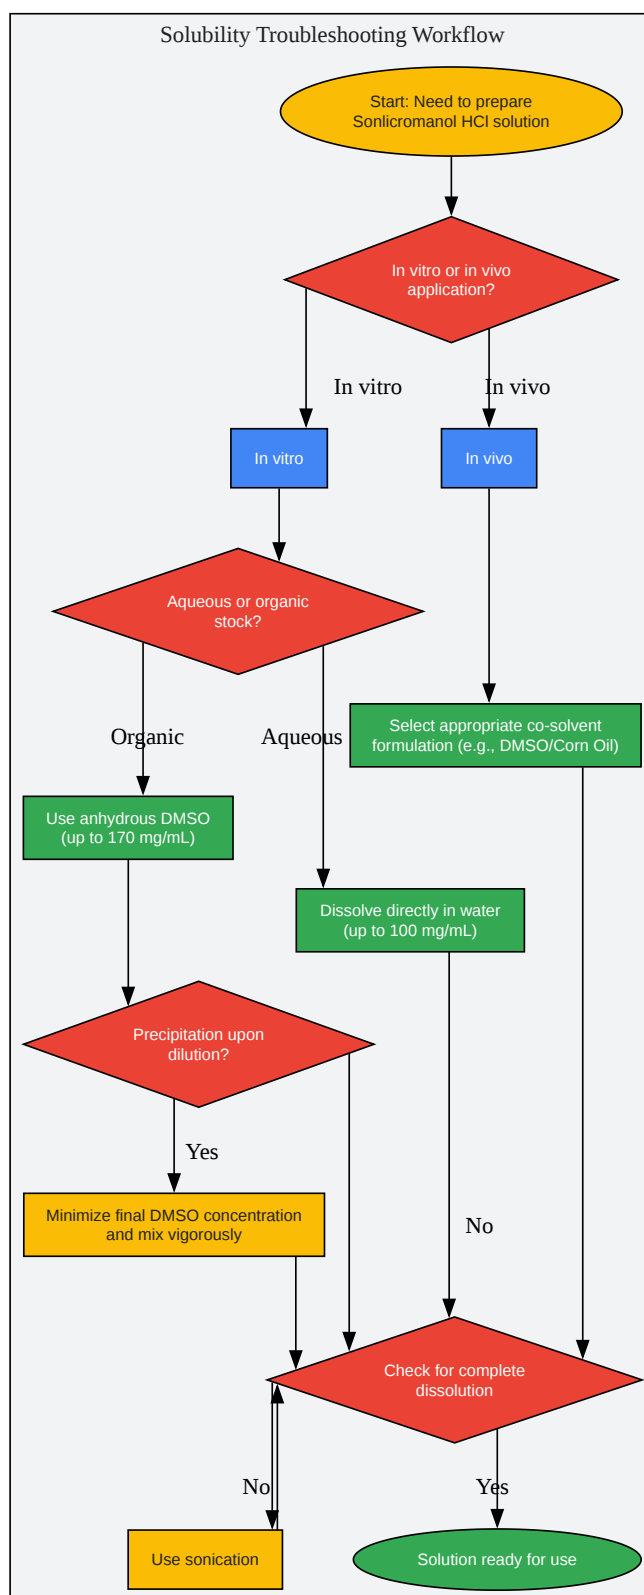 Solubility Troubleshooting Workflow
Start: Need to prepare
Sonlicromanol HCl solution
In vitro or in vivo
application?
In vitro
In vivo
In vitro
In vivo
Aqueous or organic
stock?
Organic
Aqueous
Select appropriate co-solvent
formulation (e.g., DMSO/Corn Oil)
Use anhydrous DMSO
(up to 170 mg/mL)
Dissolve directly in water
(up to 100 mg/mL)
Precipitation upon
dilution?
Yes
Minimize final DMSO concentration
and mix vigorously
No
Check for complete
dissolution
No
Yes
Use sonication
Solution ready for use